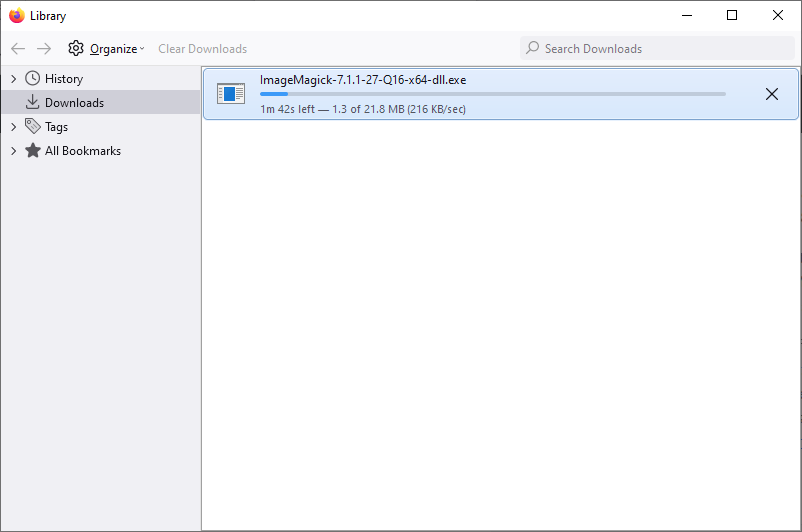 Library
Organize
Clear Downloads
Search Downloads
History
Downloads
Tags
All Bookmarks
ImageMagick-7.1.1-27-Q16-x64-dll.exe
1m 42s left — 1.3 of 21.8 MB (216 KB/sec)